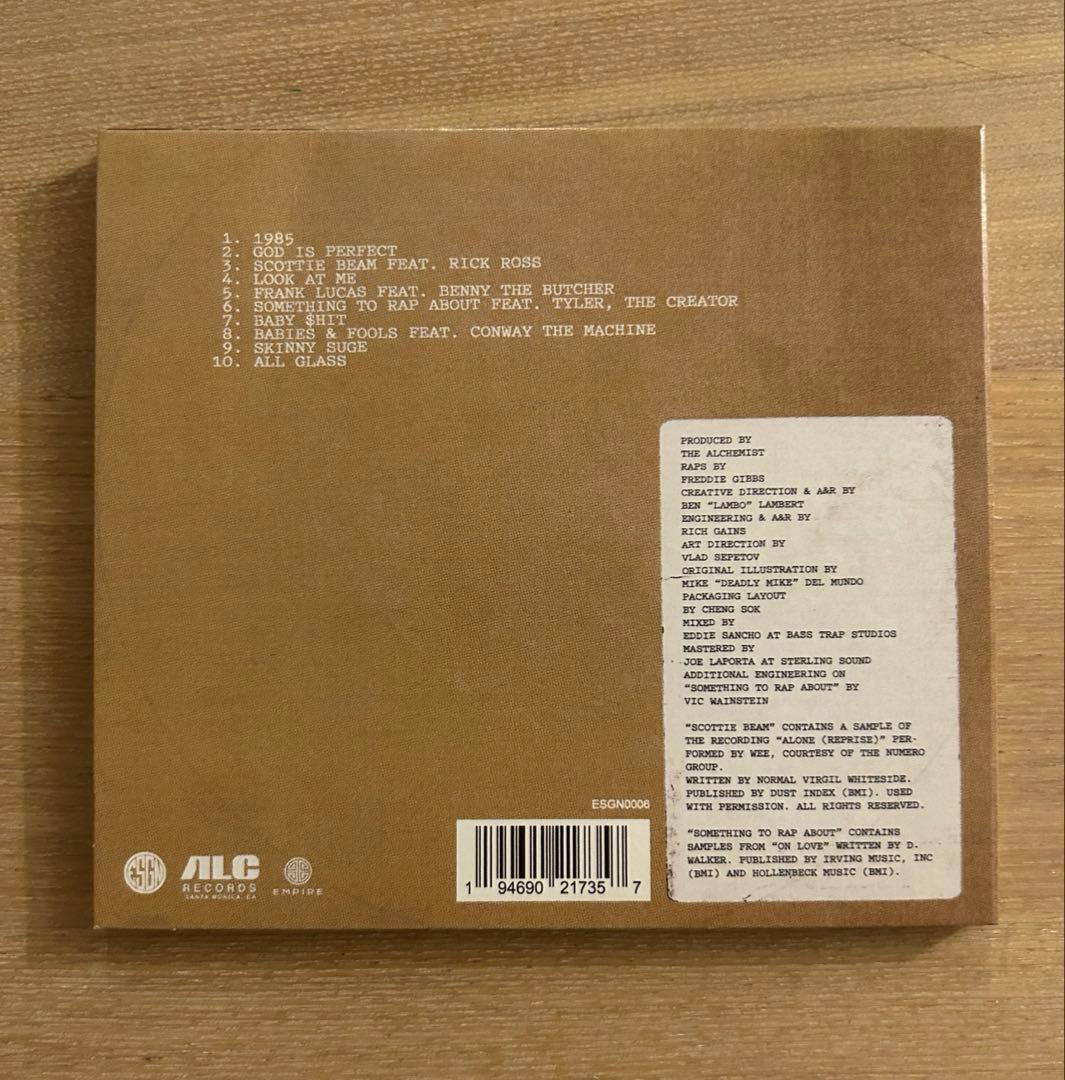 1. 1985
2. GOD IS PERFECT
3. SCOTTIE BEAM FEAT. RICK ROSS
4. LOOK AT ME
5. FRANK LUCAS FEAT. BENNY THE BUTCHER
6. SOMETHING TO RAP ABOUT FEAT. TYLER, THE CREATOR
7. BABY $HIT
8. BABIES & FOOLS FEAT. CONWAY THE MACHINE
9. SKINNY SUGE
10. ALL GLASS
PRODUCED BY
THE ALCHEMIST
RAPS BY
FREDDIE GIBBS
CREATIVE DIRECTION & A&R BY
BEN "LAMBO" LAMBERT
ENGINEERING & A&R BY
RICH GAINS
ART DIRECTION BY
VLAD SEPETOV
ORIGINAL ILLUSTRATION BY
MIKE "DEADLY MIKE" DEL MUNDO
PACKAGING LAYOUT
BY CHENG SOK
MIXED BY
EDDIE SANCHO AT BASS TRAP STUDIOS
MASTERED BY
JOE LAPORTA AT STERLING SOUND
ADDITIONAL ENGINEERING ON
"SOMETHING TO RAP ABOUT" BY
VIC WAINSTEIN
"SCOTTIE BEAM" CONTAINS A SAMPLE OF
THE RECORDING "ALONE (REPRISE)" PER-
FORMED BY WEE, COURTESY OF THE NUMERO
GROUP.
WRITTEN BY NORMAL VIRGIL WHITESIDE.
PUBLISHED BY DUST INDEX (BMI). USED
WITH PERMISSION. ALL RIGHTS RESERVED.
"SOMETHING TO RAP ABOUT" CONTAINS
SAMPLES FROM "ON LOVE" WRITTEN BY D.
WALKER. PUBLISHED BY IRVING MUSIC, INC
(BMI) AND HOLLENBECK MUSIC (BMI).
ESGN0006
1 94690 21735 7
ESGN
ALC
RECORDS
SANTA MONICA, CA
EMPIRE